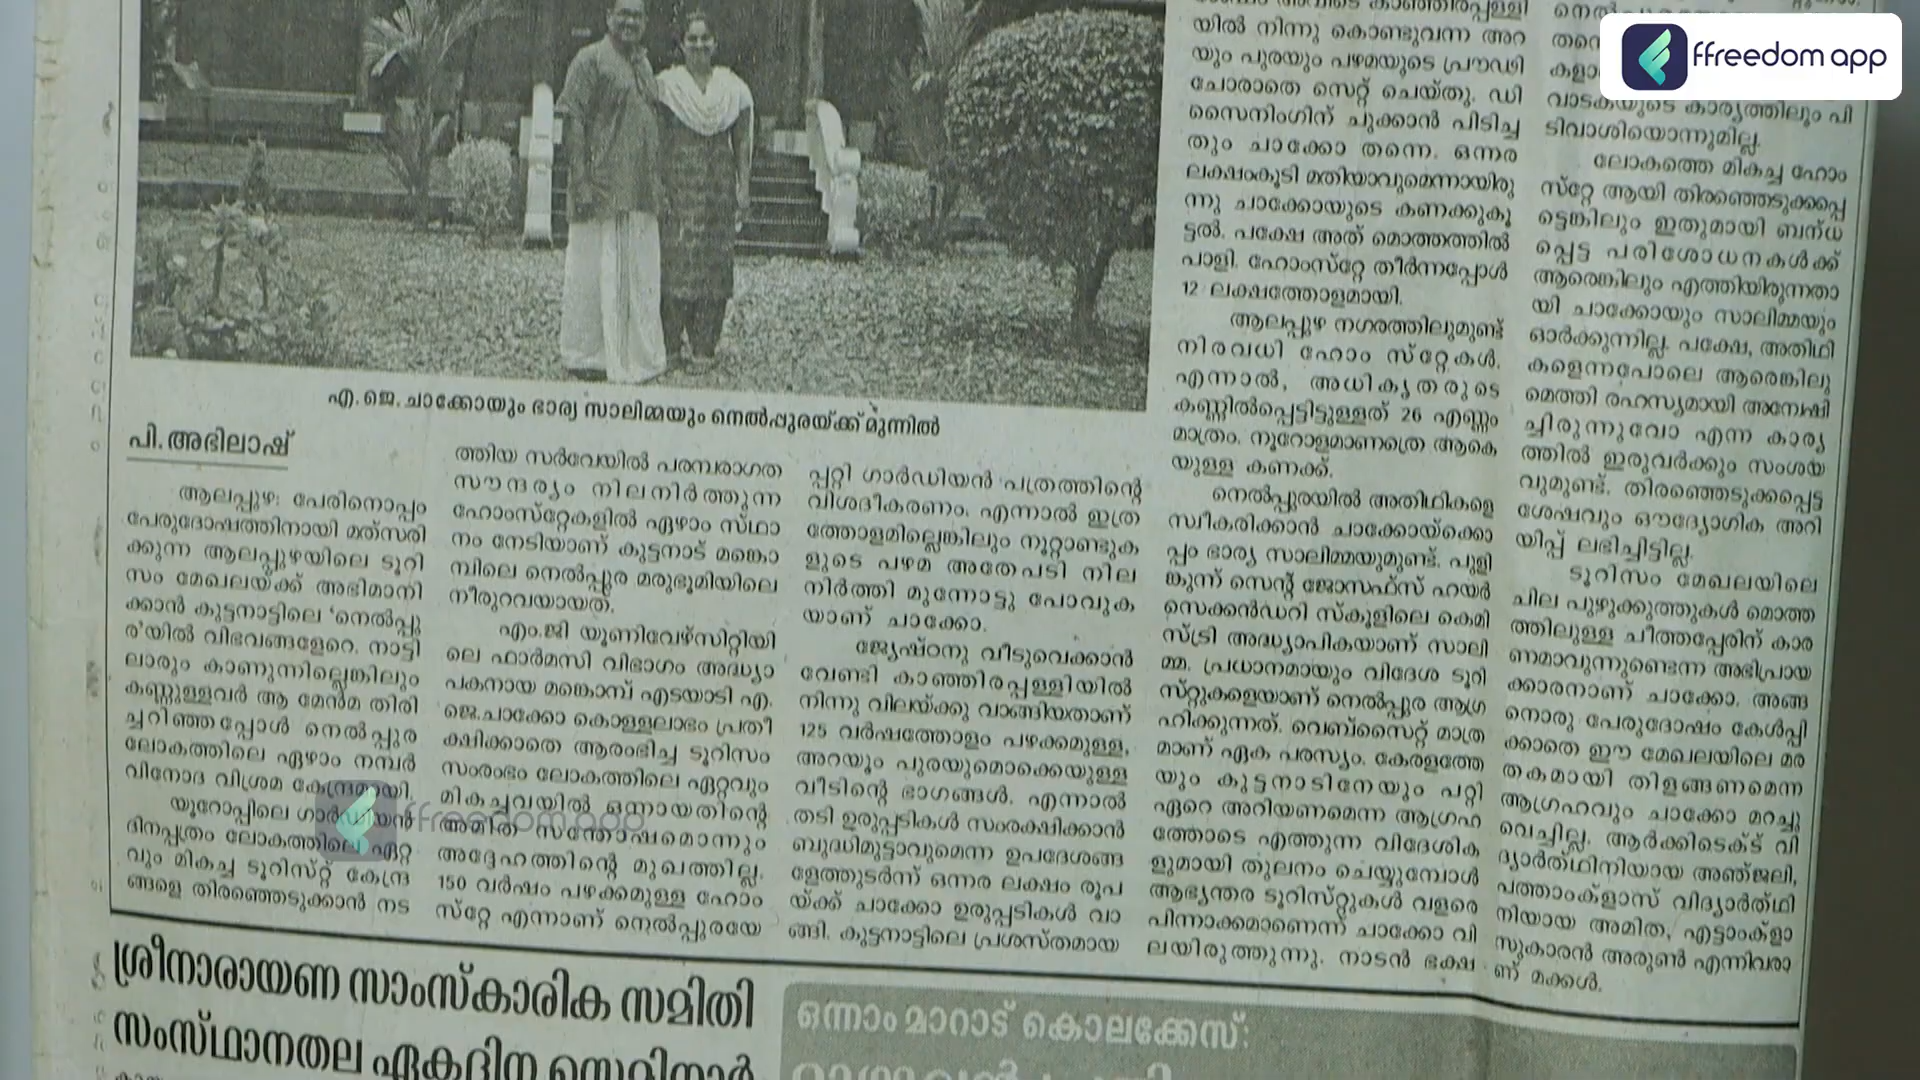 എ.ജെ.ചാക്കോയും ഭാര്യ സാലിമ്മയും നെൽപ്പുരയ്ക്ക് മുന്നിൽ
പി.അഭിലാഷ്
ആലപ്പുഴ: പേരിനൊപ്പം
പേരുദോഷത്തിനായി മത്സരി
ക്കുന്ന ആലപ്പുഴയിലെ ടൂറി
സം മേഖലയ്ക്ക് അഭിമാനി
ക്കാൻ കുട്ടനാട്ടിലെ 'നെൽപ്പു
ര'യിൽ വിഭവങ്ങളേറെ. നാട്ടി
ലാരും കാണുന്നില്ലെങ്കിലും
കണ്ണുള്ളവർ ആ മേൻമ തിരി
ച്ചറിഞ്ഞപ്പോൾ നെൽപ്പുര
ലോകത്തിലെ ഏഴാം നമ്പർ
വിനോദ വിശ്രമ കേന്ദ്രമായി.
യൂറോപ്പിലെ ഗാർഡിയൻ
ദിനപ്പത്രം ലോകത്തിലെ ഏറ്റ
വും മികച്ച ടൂറിസ്റ്റ് കേന്ദ്ര
ങ്ങളെ തിരഞ്ഞെടുക്കാൻ നട
ത്തിയ സർവേയിൽ പരമ്പരാഗത
സൗന്ദര്യം നിലനിർത്തുന്ന
ഹോംസ്റ്റേകളിൽ ഏഴാം സ്ഥാ
നം നേടിയാണ് കുട്ടനാട് മങ്കൊ
മ്പിലെ നെൽപ്പുര മരുഭൂമിയിലെ
നീരുറവയായത്.
എം.ജി യൂണിവേഴ്സിറ്റിയി
ലെ ഫാർമസി വിഭാഗം അദ്ധ്യാ
പകനായ മങ്കൊമ്പ് എടയാടി എ.
ജെ.ചാക്കോ കൊള്ളലാഭം പ്രതീ
ക്ഷിക്കാതെ ആരംഭിച്ച ടൂറിസം
സംരംഭം ലോകത്തിലെ ഏറ്റവും
മികച്ചവയിൽ ഒന്നായതിന്റെ
അമിത സന്തോഷമൊന്നും
അദ്ദേഹത്തിന്റെ മുഖത്തില്ല.
150 വർഷം പഴക്കമുള്ള ഹോം
സ്റ്റേ എന്നാണ് നെൽപ്പുരയേ
പ്പറ്റി ഗാർഡിയൻ പത്രത്തിന്റെ
വിശദീകരണം. എന്നാൽ ഇത്ര
ത്തോളമില്ലെങ്കിലും നൂറ്റാണ്ടുക
ളുടെ പഴമ അതേപടി നില
നിർത്തി മുന്നോട്ടു പോവുക
യാണ് ചാക്കോ.
ജ്യേഷ്ഠനു വീടുവെക്കാൻ
വേണ്ടി കാഞ്ഞിരപ്പള്ളിയിൽ
നിന്നു വിലയ്ക്കു വാങ്ങിയതാണ്
125 വർഷത്തോളം പഴക്കമുള്ള,
അറയും പുരയുമൊക്കെയുള്ള
വീടിന്റെ ഭാഗങ്ങൾ. എന്നാൽ
തടി ഉരുപ്പടികൾ സംരക്ഷിക്കാൻ
ബുദ്ധിമുട്ടാവുമെന്ന ഉപദേശങ്ങ
ളേത്തുടർന്ന് ഒന്നര ലക്ഷം രൂപ
യ്ക്ക് ചാക്കോ ഉരുപ്പടികൾ വാ
ങ്ങി. കുട്ടനാട്ടിലെ പ്രശസ്തമായ
യിൽ നിന്നു കൊണ്ടുവന്ന അറ
യും പുരയും പഴമയുടെ പ്രൗഢി
ചോരാതെ സെറ്റ് ചെയ്തു. ഡി
സൈനിംഗിന് ചുക്കാൻ പിടിച്ച
തും ചാക്കോ തന്നെ. ഒന്നര
ലക്ഷംകൂടി മതിയാവുമെന്നായിരു
ന്നു ചാക്കോയുടെ കണക്കുകൂ
ട്ടൽ. പക്ഷേ അത് മൊത്തത്തിൽ
പാളി. ഹോംസ്റ്റേ തീർന്നപ്പോൾ
12 ലക്ഷത്തോളമായി.
ആലപ്പുഴ നഗരത്തിലുമുണ്ട്
നിരവധി ഹോം സ്റ്റേകൾ.
എന്നാൽ, അധികൃതരുടെ
കണ്ണിൽപ്പെട്ടിട്ടുള്ളത് 26 എണ്ണം
മാത്രം. നൂറോളമാണത്രെ ആകെ
യുള്ള കണക്ക്.
നെൽപ്പുരയിൽ അതിഥികളെ
സ്വീകരിക്കാൻ ചാക്കോയ്ക്കൊ
പ്പം ഭാര്യ സാലിമ്മയുമുണ്ട്. പുളി
ങ്കുന്ന് സെന്റ് ജോസഫ്സ് ഹയർ
സെക്കൻഡറി സ്കൂളിലെ കെമി
സ്ട്രി അദ്ധ്യാപികയാണ് സാലി
മ്മ. പ്രധാനമായും വിദേശ ടൂറി
സ്റ്റുകളെയാണ് നെൽപ്പുര ആഗ്ര
ഹിക്കുന്നത്. വെബ്സൈറ്റ് മാത്ര
മാണ് ഏക പരസ്യം. കേരളത്തേ
യും കുട്ടനാടിനേയും പറ്റി
ഏറെ അറിയണമെന്ന ആഗ്രഹ
ത്തോടെ എത്തുന്ന വിദേശിക
ളുമായി തുലനം ചെയ്യുമ്പോൾ
ആഭ്യന്തര ടൂറിസ്റ്റുകൾ വളരെ
പിന്നാക്കമാണെന്ന് ചാക്കോ വി
ലയിരുത്തുന്നു. നാടൻ ഭക്ഷ
വാടകയുടെ കാര്യത്തിലും പി
ടിവാശിയൊന്നുമില്ല.
ലോകത്തെ മികച്ച ഹോം
സ്റ്റേ ആയി തിരഞ്ഞെടുക്കപ്പെ
ട്ടെങ്കിലും ഇതുമായി ബന്ധ
പ്പെട്ട പരിശോധനകൾക്ക്
ആരെങ്കിലും എത്തിയിരുന്നതാ
യി ചാക്കോയും സാലിമ്മയും
ഓർക്കുന്നില്ല. പക്ഷേ, അതിഥി
കളെന്നപോലെ ആരെങ്കിലു
മെത്തി രഹസ്യമായി അന്വേഷി
ച്ചിരുന്നുവോ എന്ന കാര്യ
ത്തിൽ ഇരുവർക്കും സംശയ
വുമുണ്ട്. തിരഞ്ഞെടുക്കപ്പെട്ട
ശേഷവും ഔദ്യോഗിക അറി
യിപ്പ് ലഭിച്ചിട്ടില്ല.
ടൂറിസം മേഖലയിലെ
ചില പുഴുക്കുത്തുകൾ മൊത്ത
ത്തിലുള്ള ചീത്തപ്പേരിന് കാര
ണമാവുന്നുണ്ടെന്ന അഭിപ്രായ
ക്കാരനാണ് ചാക്കോ. അങ്ങ
നൊരു പേരുദോഷം കേൾപ്പി
ക്കാതെ ഈ മേഖലയിലെ മര
തകമായി തിളങ്ങണമെന്ന
ആഗ്രഹവും ചാക്കോ മറച്ചു
വെച്ചില്ല. ആർക്കിടെക്ട് വി
ദ്യാർത്ഥിനിയായ അഞ്ജലി,
പത്താംക്ളാസ് വിദ്യാർത്ഥി
നിയായ അമിത, എട്ടാംക്ളാ
സുകാരൻ അരുൺ എന്നിവരാ
ണ് മക്കൾ.
ശ്രീനാരായണ സാംസ്കാരിക സമിതി
സംസ്ഥാനതല ഏകദിന സെമിനാർ
ഒന്നാം മാറാട് കൊലക്കേസ്:
ffreedom app
ffreedom app